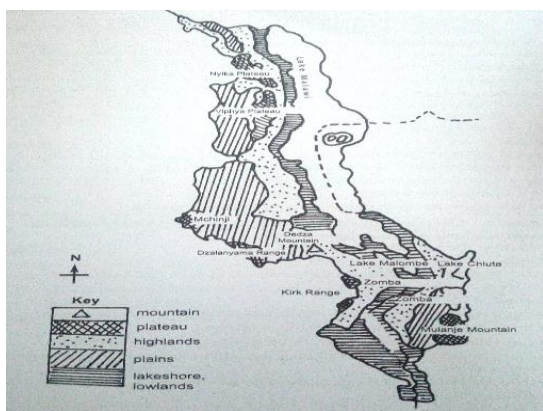 Nyika Plateau
Lake Malawi
Viphya Plateau
Mchinji
Dedza
Mountain
Dzalanyama Range
Lake Malombe
Lake Chiuta
N
Zomba
Kirk Range
Zomba
Mulanje Mountain
Key
mountain
plateau
highlands
plains
lakeshore,
lowlands